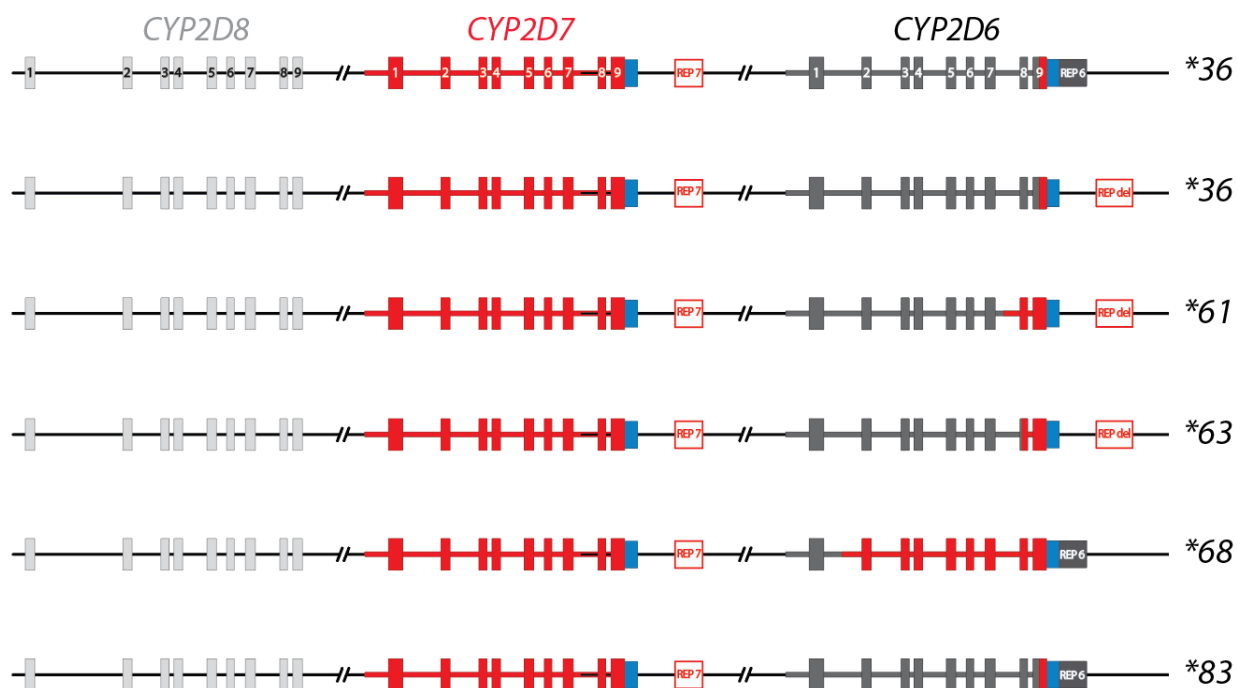 CYP2D8 CYP2D7 CYP2D6
1 2 3 4 5 6 7 8 9 // 1 2 3 4 5 6 7 8 9 REP 7 // 1 2 3 4 5 6 7 8 9 REP 6 *36
// REP 7 // REP del *36
// REP 7 // REP del *61
// REP 7 // REP del *63
// REP 7 // REP 6 *68
// REP 7 // REP 6 *83